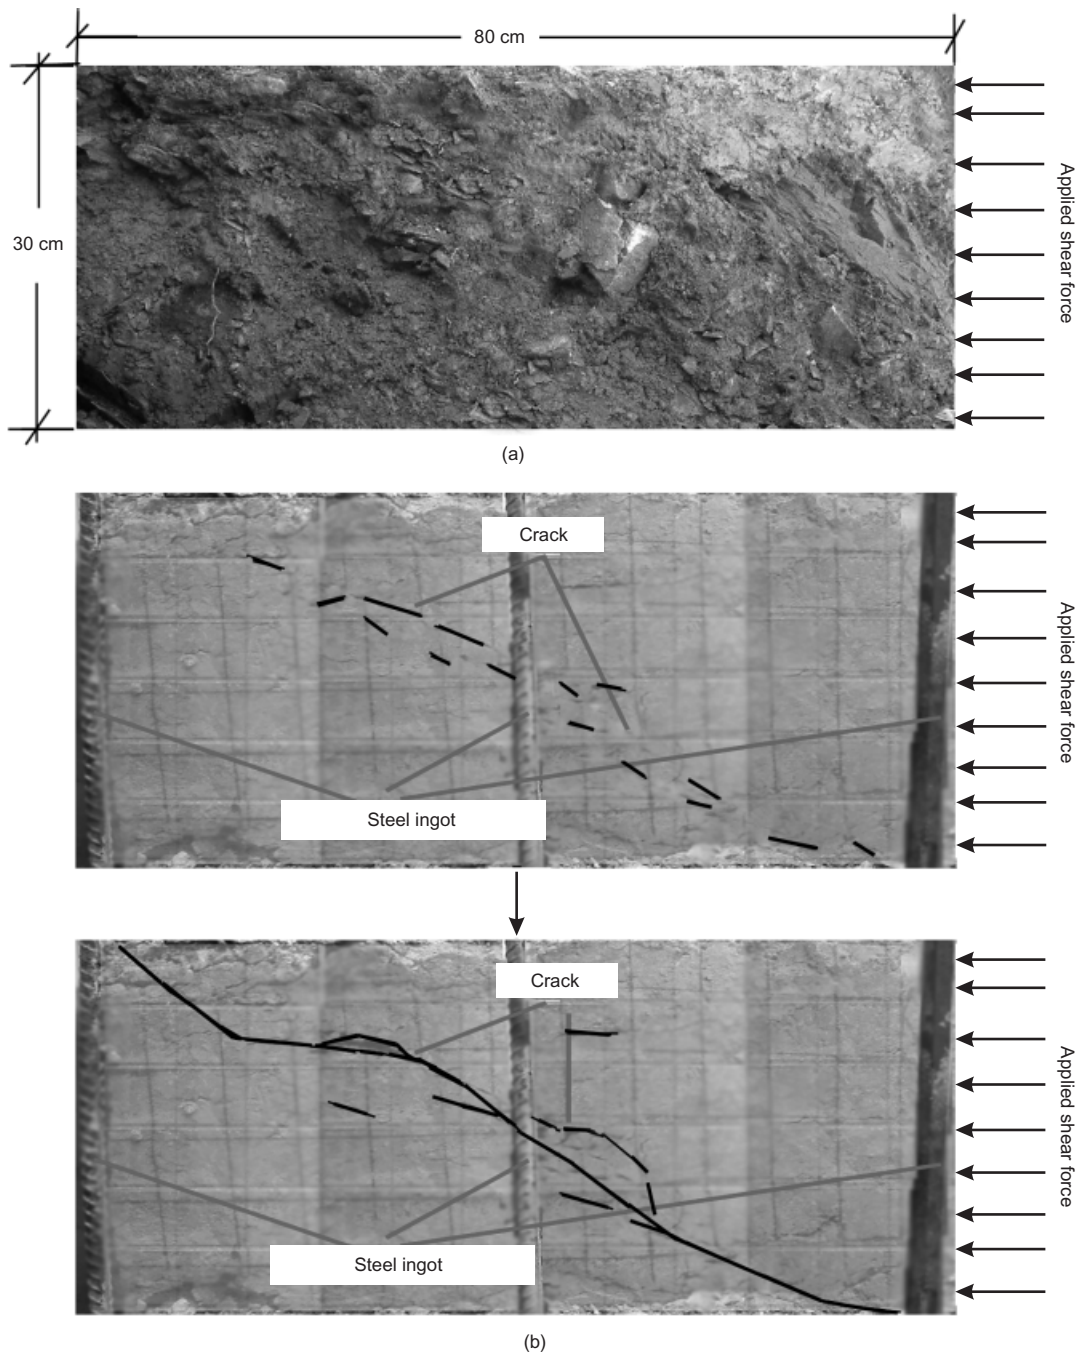 80 cm
30 cm
Applied shear force
(a)
Crack
Applied shear force
Steel ingot
Crack
Applied shear force
Steel ingot
(b)